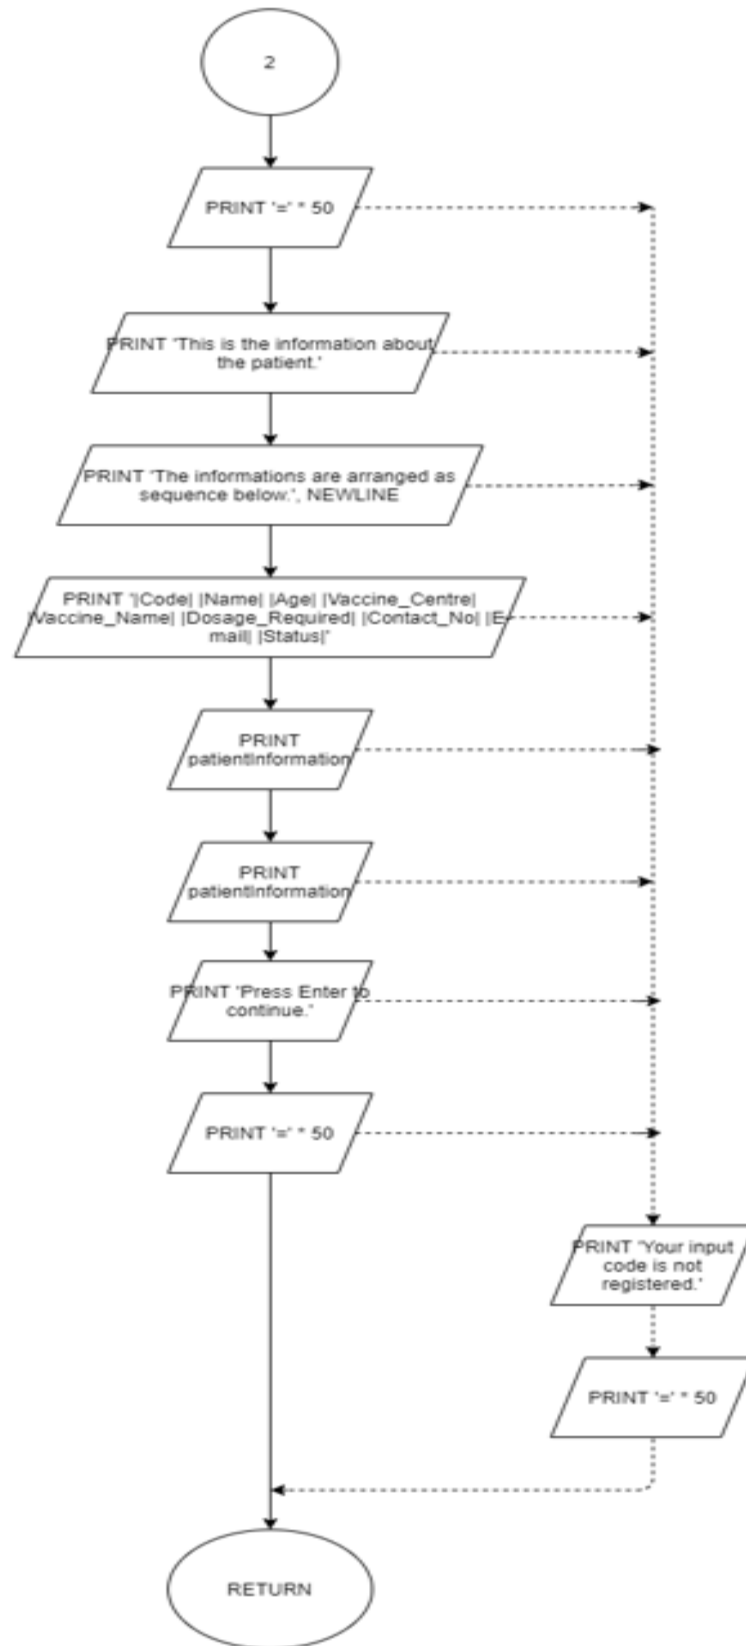 2
PRINT '=' * 50
PRINT 'This is the information about
the patient.'
PRINT 'The informations are arranged as
sequence below.', NEWLINE
PRINT '|Code| |Name| |Age| |Vaccine_Centre|
|Vaccine_Name| |Dosage_Required| |Contact_No| |E-
mail| |Status|'
PRINT
patientInformation
PRINT
patientInformation
PRINT 'Press Enter to
continue.'
PRINT '=' * 50
PRINT 'Your input
code is not
registered.'
PRINT '=' * 50
RETURN